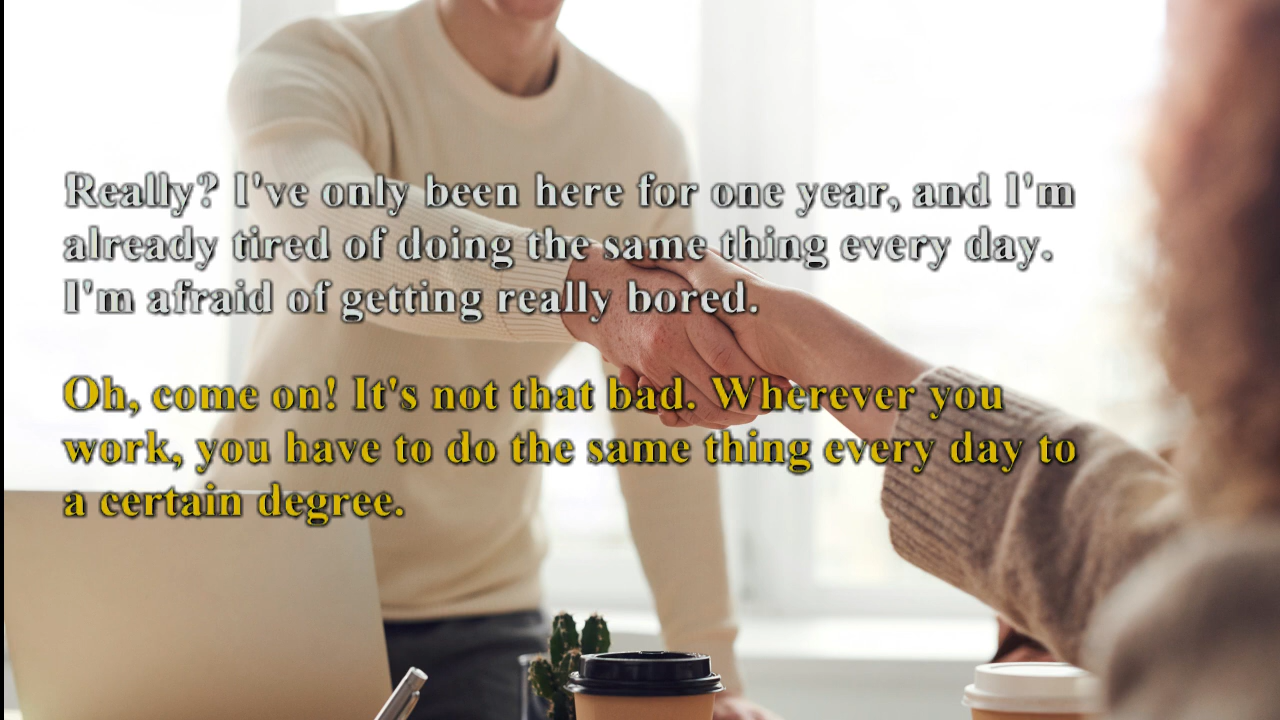 Really? I've only been here for one year, and I'm
already tired of doing the same thing every day.
I'm afraid of getting really bored.
Oh, come on! It's not that bad. Wherever you
work, you have to do the same thing every day to
a certain degree.